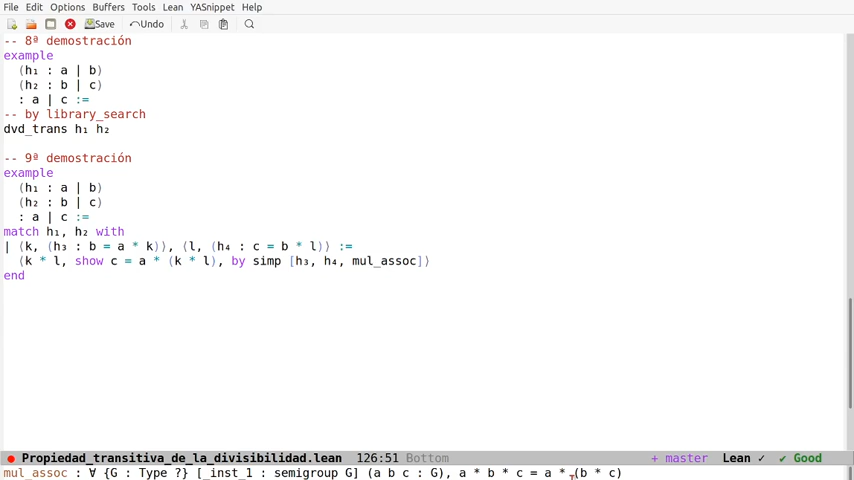 File Edit Options Buffers Tools Lean YASnippet Help
Save Undo
-- 8ª demostración
example
(h₁ : a | b)
(h₂ : b | c)
: a | c :=
-- by library_search
dvd_trans h₁ h₂
-- 9ª demostración
example
(h₁ : a | b)
(h₂ : b | c)
: a | c :=
match h₁, h₂ with
| ⟨k, (h₃ : b = a * k)⟩, ⟨l, (h₄ : c = b * l)⟩ :=
⟨k * l, show c = a * (k * l), by simp [h₃, h₄, mul_assoc]⟩
end
Propiedad_transitiva_de_la_divisibilidad.lean 126:51 Bottom + master Lean ✓ ✔ Good
mul_assoc : ∀ {G : Type ?} [_inst_1 : semigroup G] (a b c : G), a * b * c = a * (b * c)